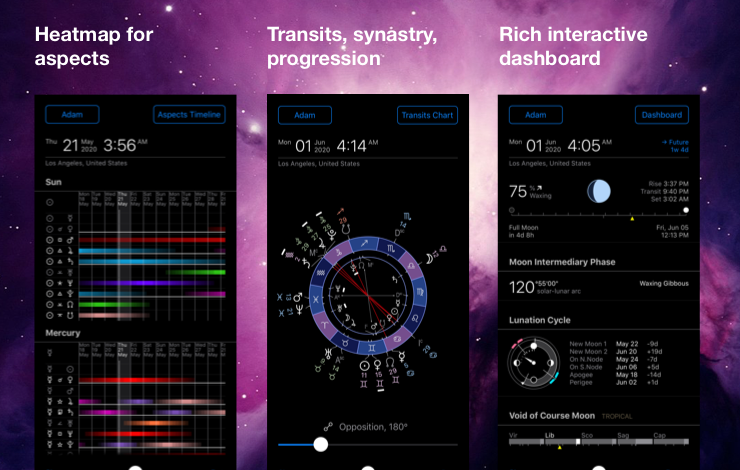 Heatmap for
aspects
Adam
Aspects Timeline
Thu 21 May 2020 3:56 AM
Los Angeles, United States
Sun
Mercury
Transits, synastry,
progression
Adam
Transits Chart
Mon 01 Jun 2020 4:14 AM
Los Angeles, United States
Opposition, 180°
Rich interactive
dashboard
Adam
Dashboard
Mon 01 Jun 2020 4:05 AM
→ Future
1w 4d
Los Angeles, United States
75 % Waxing
Rise 3:37 PM
Transit 9:40 PM
Set 3:02 AM
Full Moon
in 4d 8h
Fri, Jun 05
12:13 PM
Moon Intermediary Phase
120°55'00"
solar-lunar arc
Waxing Gibbous
Lunation Cycle
New Moon 1 May 22 -9d
New Moon 2 Jun 20 +19d
On N.Node May 24 -7d
On S.Node Jun 06 +5d
Apogee May 18 -14d
Perigee Jun 02 +1d
Void of Course Moon TROPICAL
Vir Lib Sco Sag Cap